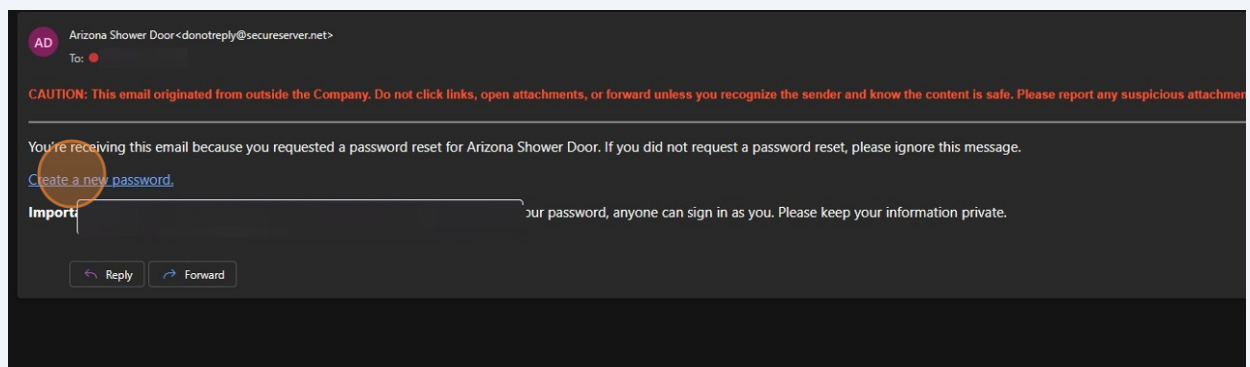 AD
Arizona Shower Door<donotreply@secureserver.net>
To:
CAUTION: This email originated from outside the Company. Do not click links, open attachments, or forward unless you recognize the sender and know the content is safe. Please report any suspicious
You're receiving this email because you requested a password reset for Arizona Shower Door. If you did not request a password reset, please ignore this message.
Create a new password.
password, anyone can sign in as you. Please keep your information private.
Reply
Forward